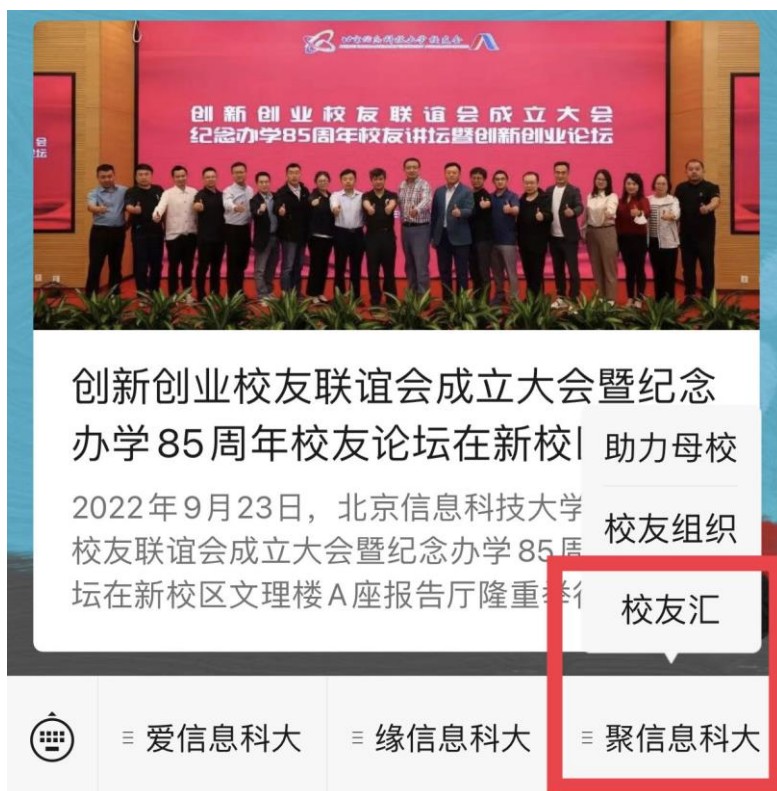 创新创业校友联谊会成立大会
纪念办学85周年校友讲坛暨创新创业论坛
创新创业校友联谊会成立大会暨纪念
办学85周年校友论坛在新校
2022年9月23日，北京信息科技大学
校友联谊会成立大会暨纪念办学85周
坛在新校区文理楼A座报告厅隆重举行
助力母校
校友组织
校友汇
爱信息科大
缘信息科大
聚信息科大